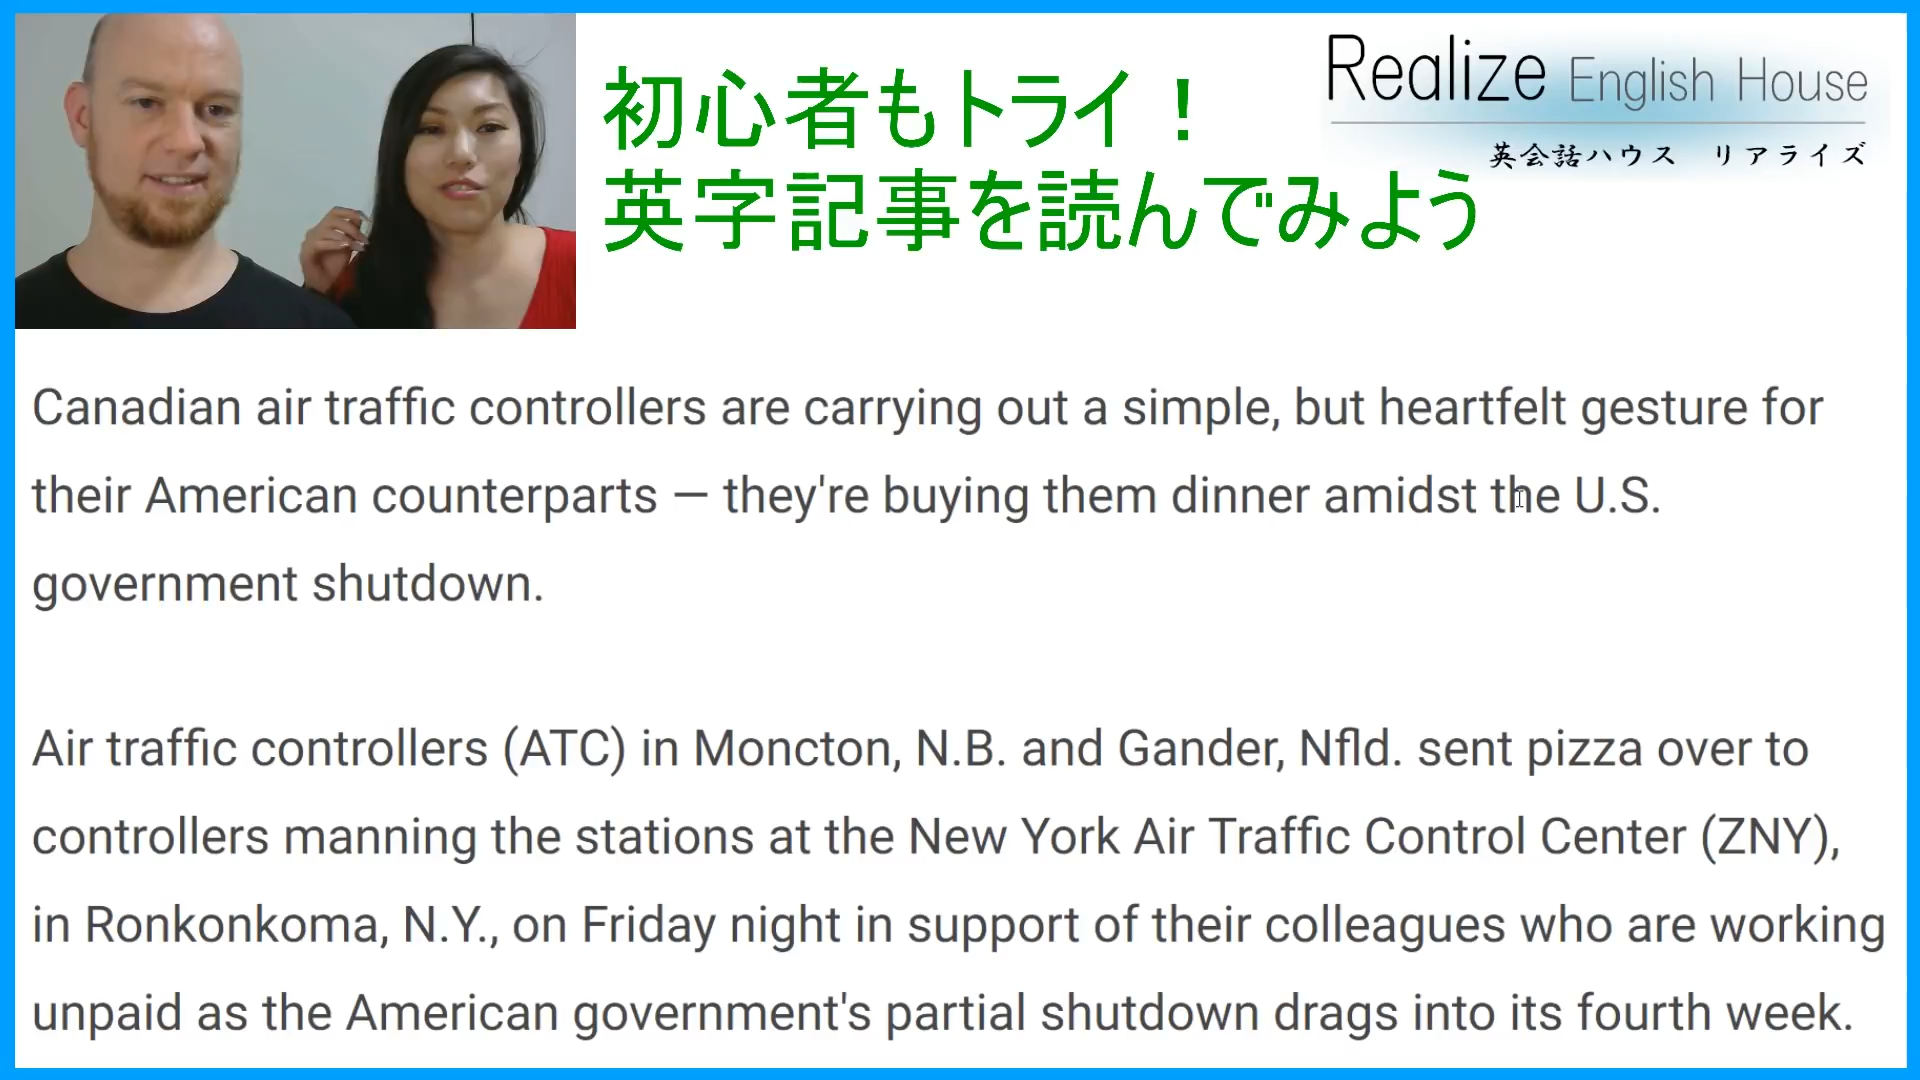 初心者もトライ！
英字記事を読んでみよう
Realize English House
英会話ハウス　リアライズ
Canadian air traffic controllers are carrying out a simple, but heartfelt gesture for
their American counterparts — they're buying them dinner amidst the U.S.
government shutdown.
Air traffic controllers (ATC) in Moncton, N.B. and Gander, Nfld. sent pizza over to
controllers manning the stations at the New York Air Traffic Control Center (ZNY),
in Ronkonkoma, N.Y., on Friday night in support of their colleagues who are working
unpaid as the American government's partial shutdown drags into its fourth week.